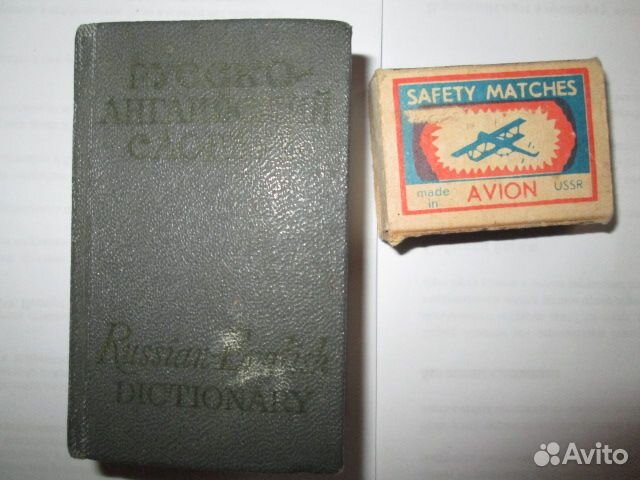 РУССКО-
АНГЛИЙСКИЙ
СЛОВАРЬ
Russian-English
DICTIONARY
SAFETY MATCHES
made in
AVION
USSR
Avito